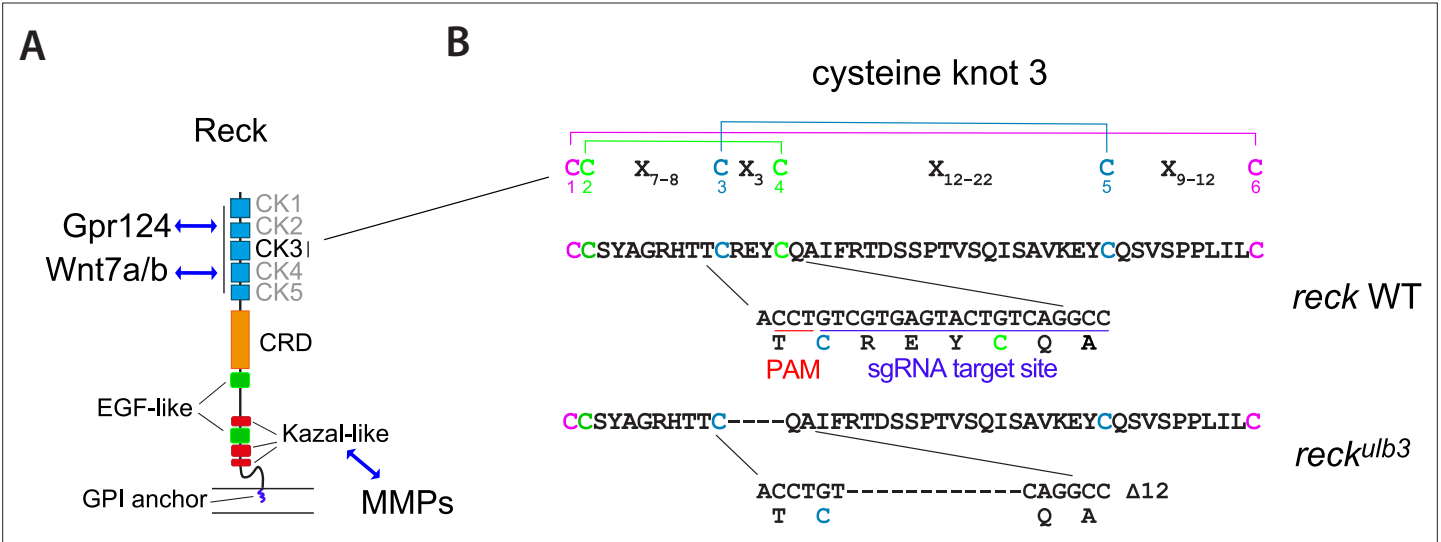 A
B
cysteine knot 3
Reck
CC X7–8 C X3 C X12–22 C X9–12 C
1 2 3 4 5 6
CK1
Gpr124
CK2
CK3
Wnt7a/b
CK4
CK5
CCSYAGRHTTCREYCQAIFRTDSSPTVSQISAVKEYCQSVSPPLILC
reck WT
ACCTGTCGTGAGTACTGTCAGGCC
T C R E Y C Q A
PAM sgRNA target site
CRD
EGF-like
Kazal-like
GPI anchor
MMPs
CCSYAGRHTTC----QAIFRTDSSPTVSQISAVKEYCQSVSPPLILC
reckulb3
ACCTGT------------CAGGCC Δ12
T C Q A